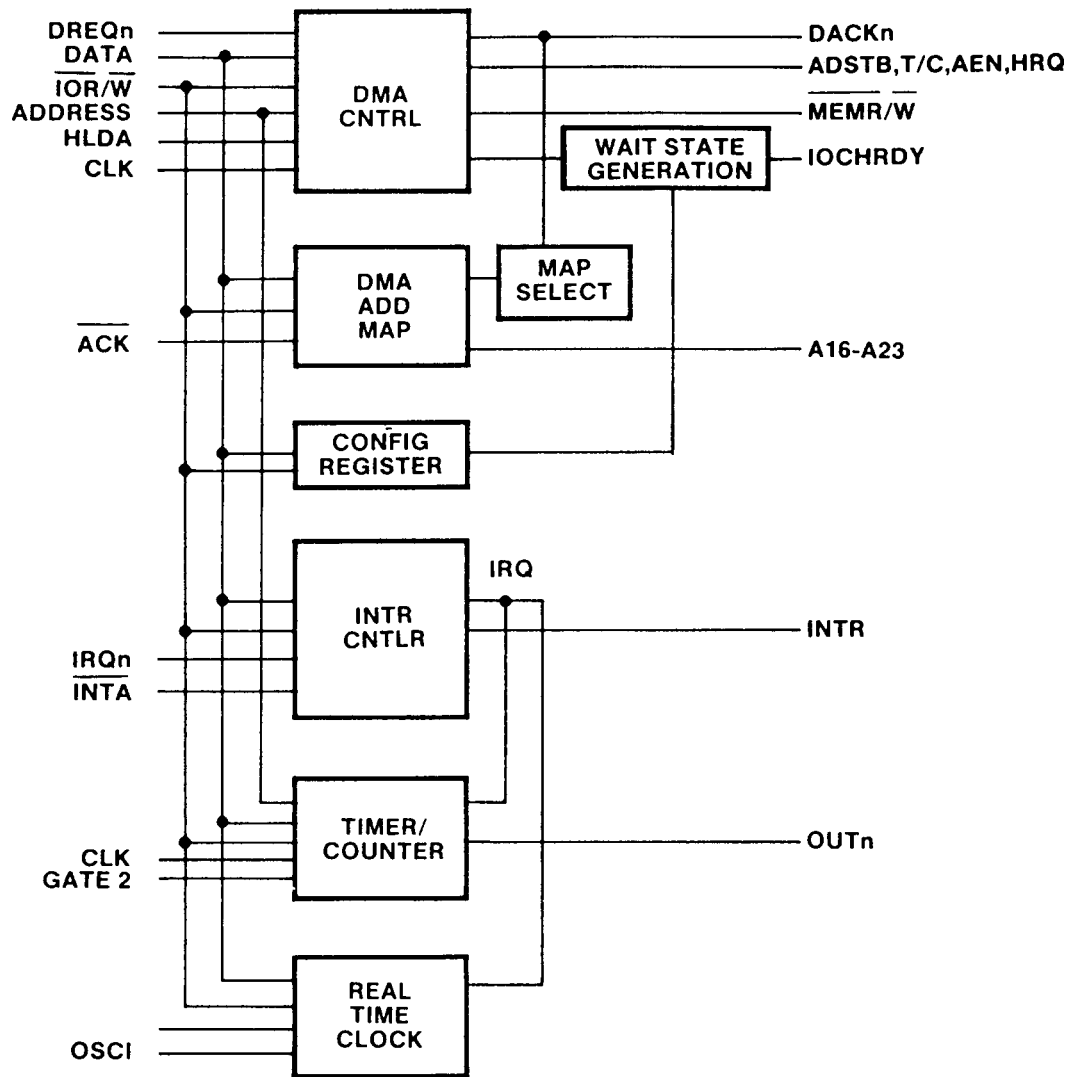 DREQn
DATA
IOR/W
ADDRESS
HLDA
CLK
DMA
CNTRL
DACKn
ADSTB,T/C,AEN,HRQ
MEMR/W
WAIT STATE
GENERATION
IOCHRDY
DMA
ADD
MAP
MAP
SELECT
ACK
A16-A23
CONFIG
REGISTER
IRQ
INTR
CNTLR
INTR
IRQn
INTA
TIMER/
COUNTER
OUTn
CLK
GATE 2
REAL
TIME
CLOCK
OSCI